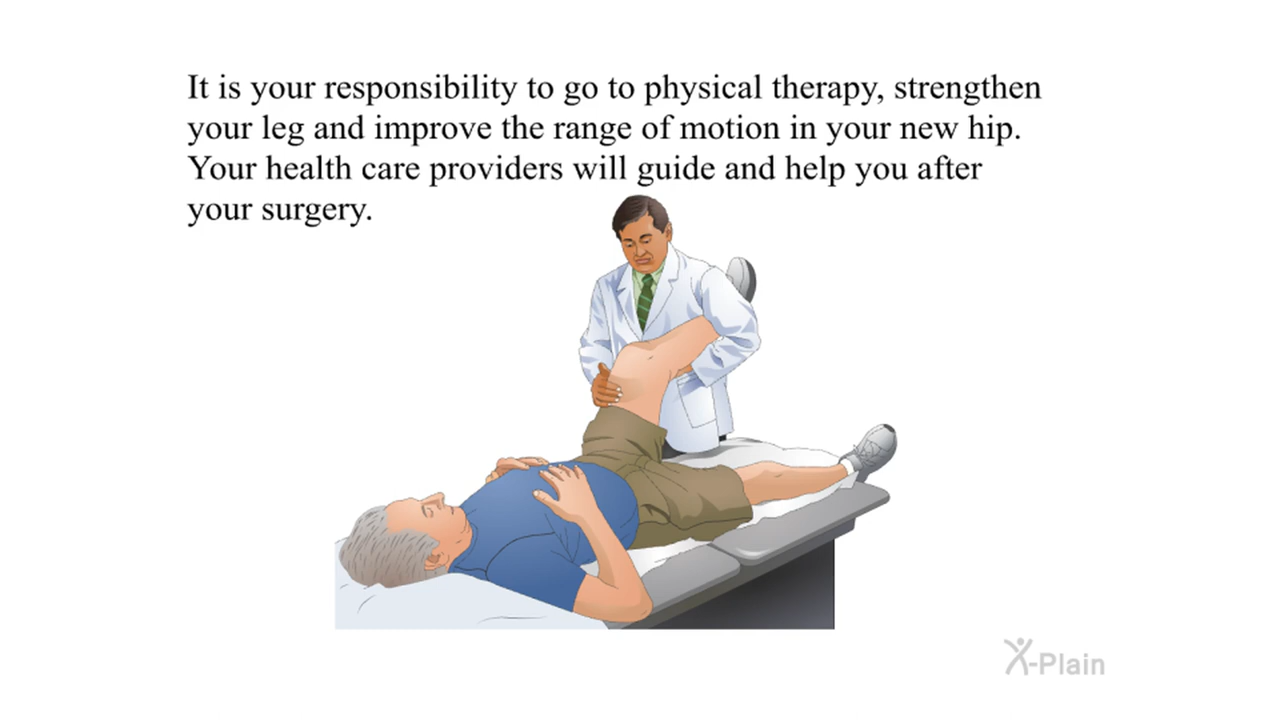 It is your responsibility to go to physical therapy, strengthen
your leg and improve the range of motion in your new hip.
Your health care providers will guide and help you after
your surgery.
X-Plain